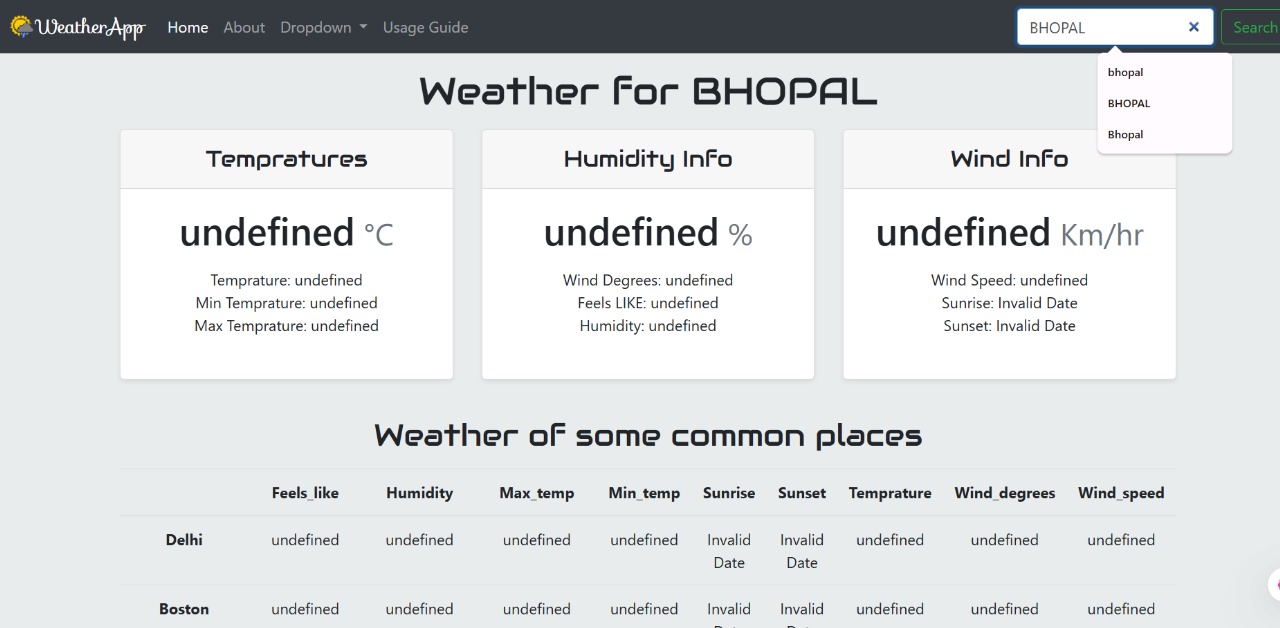 WeatherApp Home About Dropdown Usage Guide BHOPAL Search
bhopal
BHOPAL
Bhopal
Weather for BHOPAL
Tempratures
undefined °C
Temprature: undefined
Min Temprature: undefined
Max Temprature: undefined
Humidity Info
undefined %
Wind Degrees: undefined
Feels LIKE: undefined
Humidity: undefined
Wind Info
undefined Km/hr
Wind Speed: undefined
Sunrise: Invalid Date
Sunset: Invalid Date
Weather of some common places
Feels_like Humidity Max_temp Min_temp Sunrise Sunset Temprature Wind_degrees Wind_speed
Delhi undefined undefined undefined undefined Invalid Date Invalid Date undefined undefined undefined
Boston undefined undefined undefined undefined Invalid Invalid undefined undefined undefined